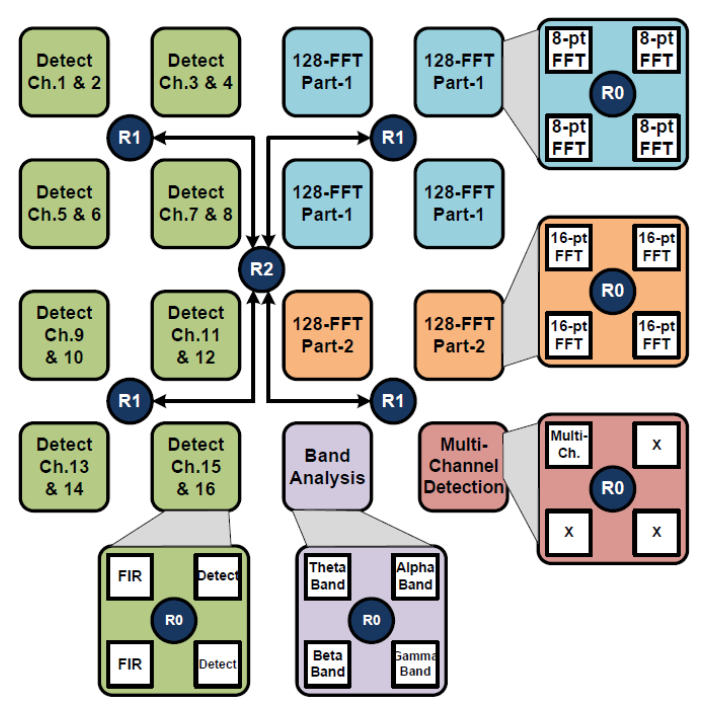 Detect
Ch.1 & 2
Detect
Ch.3 & 4
128-FFT
Part-1
128-FFT
Part-1
8-pt
FFT
8-pt
FFT
R0
8-pt
FFT
8-pt
FFT
R1
R1
Detect
Ch.5 & 6
Detect
Ch.7 & 8
128-FFT
Part-1
128-FFT
Part-1
R2
16-pt
FFT
16-pt
FFT
R0
16-pt
FFT
16-pt
FFT
Detect
Ch.9
& 10
Detect
Ch.11
& 12
128-FFT
Part-2
128-FFT
Part-2
R1
R1
Detect
Ch.13
& 14
Detect
Ch.15
& 16
Band
Analysis
Multi-
Channel
Detection
Multi-
Ch.
X
R0
X
X
FIR
Detect
R0
FIR
Detect
Theta
Band
Alpha
Band
R0
Beta
Band
Gamma
Band